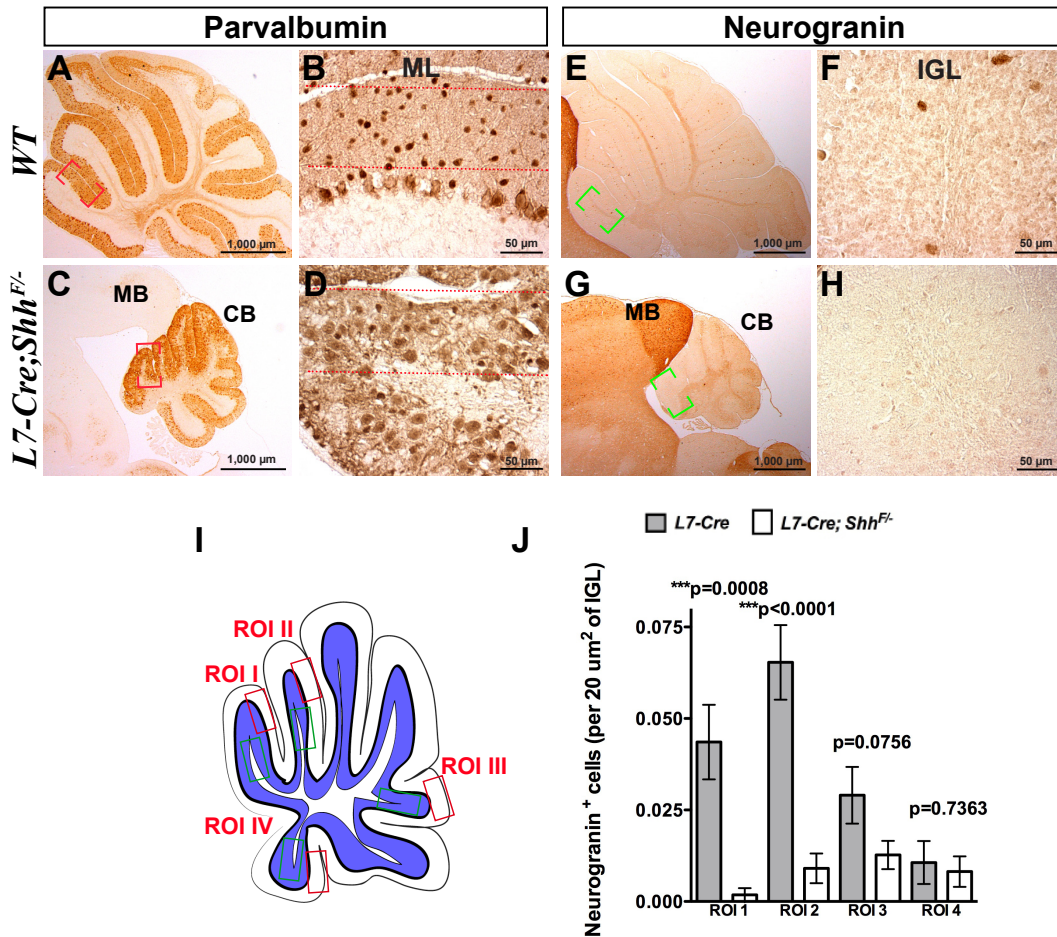 Parvalbumin
Neurogranin
WT
A
1,000 µm
B
ML
50 µm
E
1,000 µm
F
IGL
50 µm
L7-Cre;Shh^F/-
C
MB
CB
1,000 µm
D
50 µm
G
MB
CB
1,000 µm
H
50 µm
I
ROI II
ROI I
ROI III
ROI IV
J
L7-Cre
L7-Cre; Shh^F/-
Neurogranin⁺ cells (per 20 um² of IGL)
***p=0.0008
***p<0.0001
p=0.0756
p=0.7363
0.075
0.050
0.025
0.000
ROI 1
ROI 2
ROI 3
ROI 4